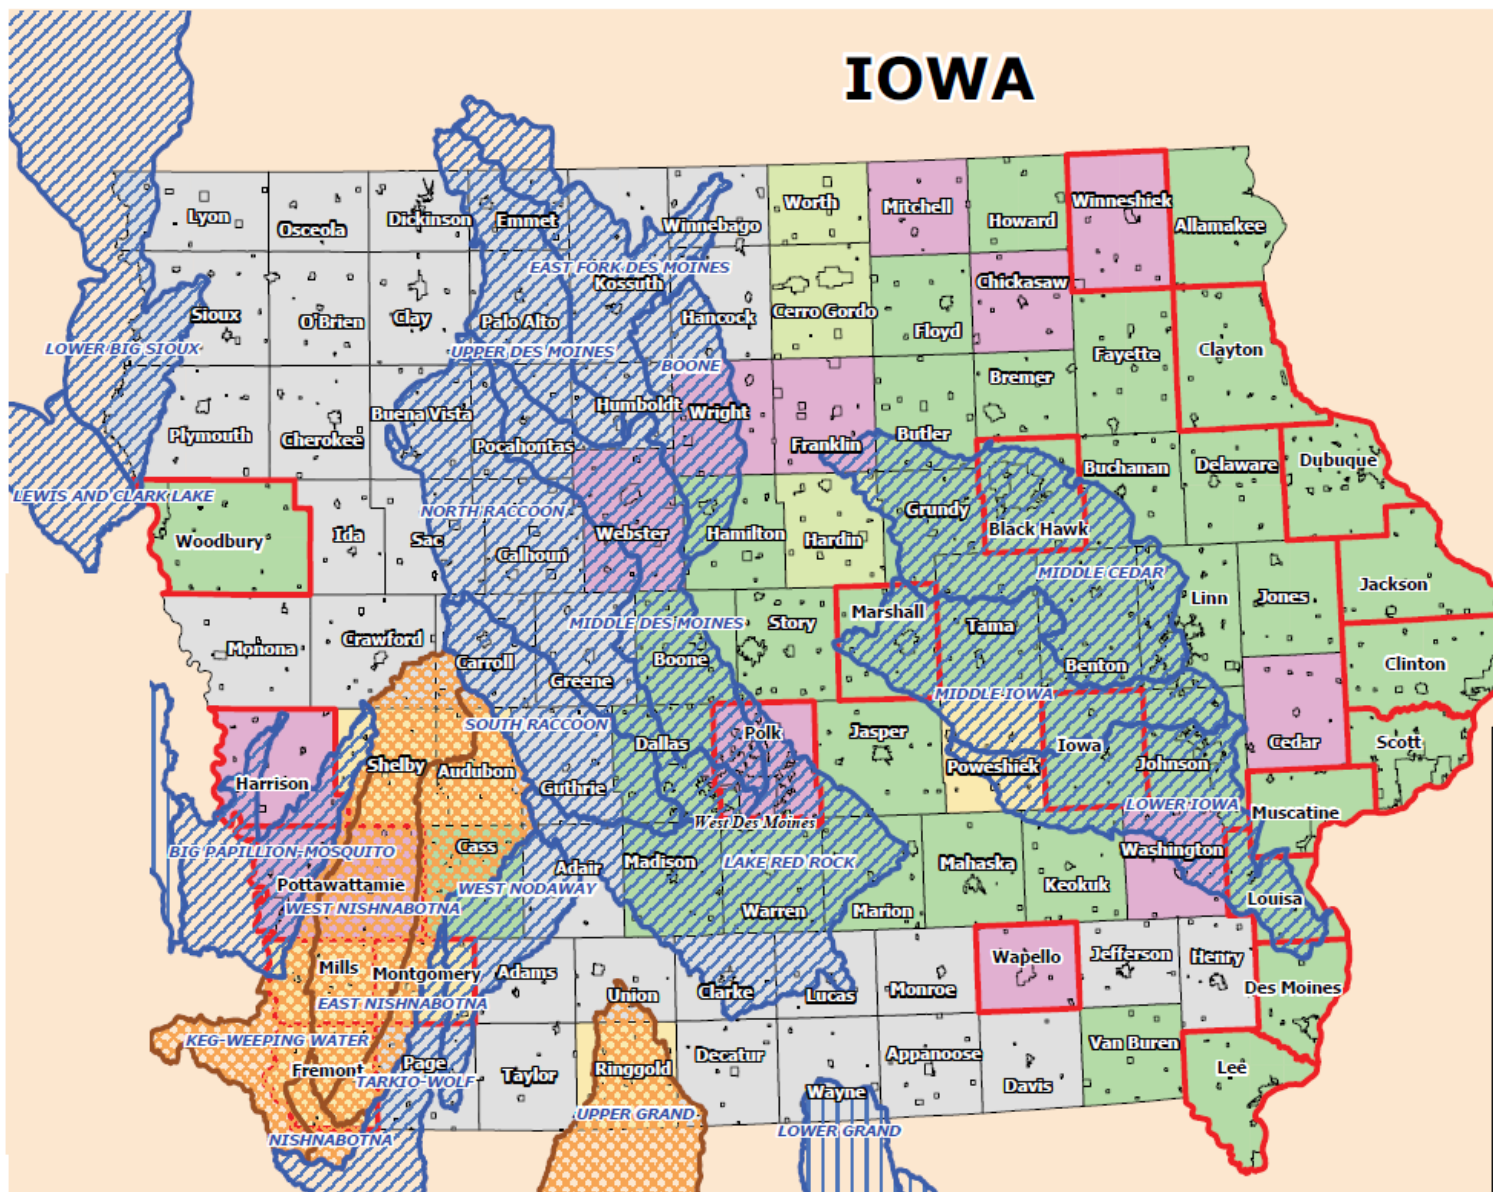 IOWA
Lyon
Osceola
Dickinson
Emmet
Winnebago
Worth
Mitchell
Howard
Winneshiek
Allamakee
EAST FORK DES MOINES
Kossuth
Chickasaw
Sioux
O'Brien
Clay
Palo Alto
Hancock
Cerro Gordo
Floyd
LOWER BIG SIOUX
UPPER DES MOINES
BOONE
Fayette
Clayton
Bremer
Plymouth
Cherokee
Buena Vista
Pocahontas
Humboldt
Wright
Franklin
Butler
Buchanan
Delaware
Dubuque
LEWIS AND CLARK LAKE
NORTH RACCOON
Grundy
Black Hawk
Woodbury
Ida
Sac
Calhoun
Webster
Hamilton
Hardin
MIDDLE CEDAR
Linn
Jones
Jackson
Monona
Crawford
Carroll
Greene
MIDDLE DES MOINES
Boone
Story
Marshall
Tama
Benton
Clinton
MIDDLE-IOWA
SOUTH RACCOON
Harrison
Shelby
Audubon
Guthrie
Dallas
Polk
Jasper
Poweshiek
Iowa
Johnson
Cedar
Scott
LOWER IOWA
Muscatine
West Des Moines
BIG PAPILLION-MOSQUITO
Cass
Adair
Madison
LAKE RED ROCK
Mahaska
Keokuk
Washington
Pottawattamie
WEST NODAWAY
WEST NISHNABOTNA
Warren
Marion
Louisa
Mills
Montgomery
Adams
Union
Clarke
Lucas
Monroe
Wapello
Jefferson
Henry
Des Moines
EAST NISHNABOTNA
KEG-WEEPING WATER
Fremont
Page
TARKIO-WOLF
Taylor
Ringgold
Decatur
Wayne
Appanoose
Davis
Van Buren
Lee
UPPER GRAND
LOWER GRAND
NISHNABOTNA